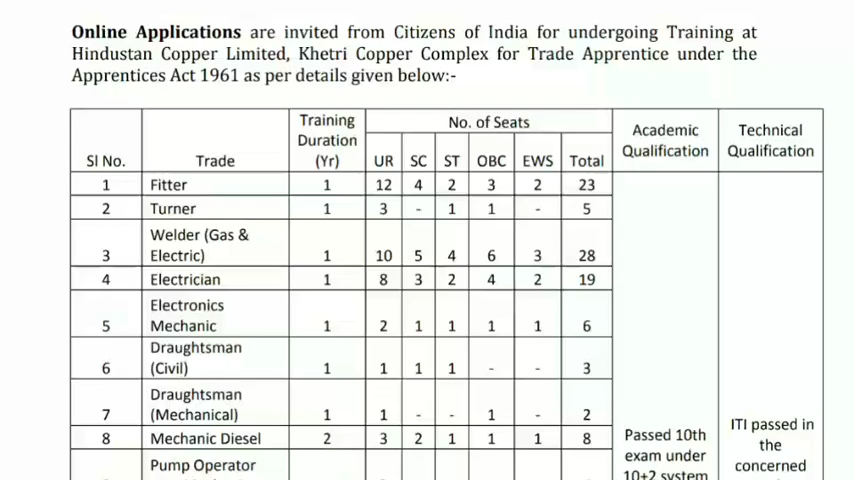 Online Applications are invited from Citizens of India for undergoing Training at
Hindustan Copper Limited, Khetri Copper Complex for Trade Apprentice under the
Apprentices Act 1961 as per details given below:-
Sl No. Trade Training Duration (Yr) No. of Seats Academic Qualification Technical Qualification
UR SC ST OBC EWS Total
1 Fitter 1 12 4 2 3 2 23
2 Turner 1 3 - 1 1 - 5
3 Welder (Gas & Electric) 1 10 5 4 6 3 28
4 Electrician 1 8 3 2 4 2 19
5 Electronics Mechanic 1 2 1 1 1 1 6
6 Draughtsman (Civil) 1 1 1 1 - - 3
7 Draughtsman (Mechanical) 1 1 - - 1 - 2
8 Mechanic Diesel 2 3 2 1 1 1 8
Pump Operator
Passed 10th
exam under
10+2 system
ITI passed in
the
concerned